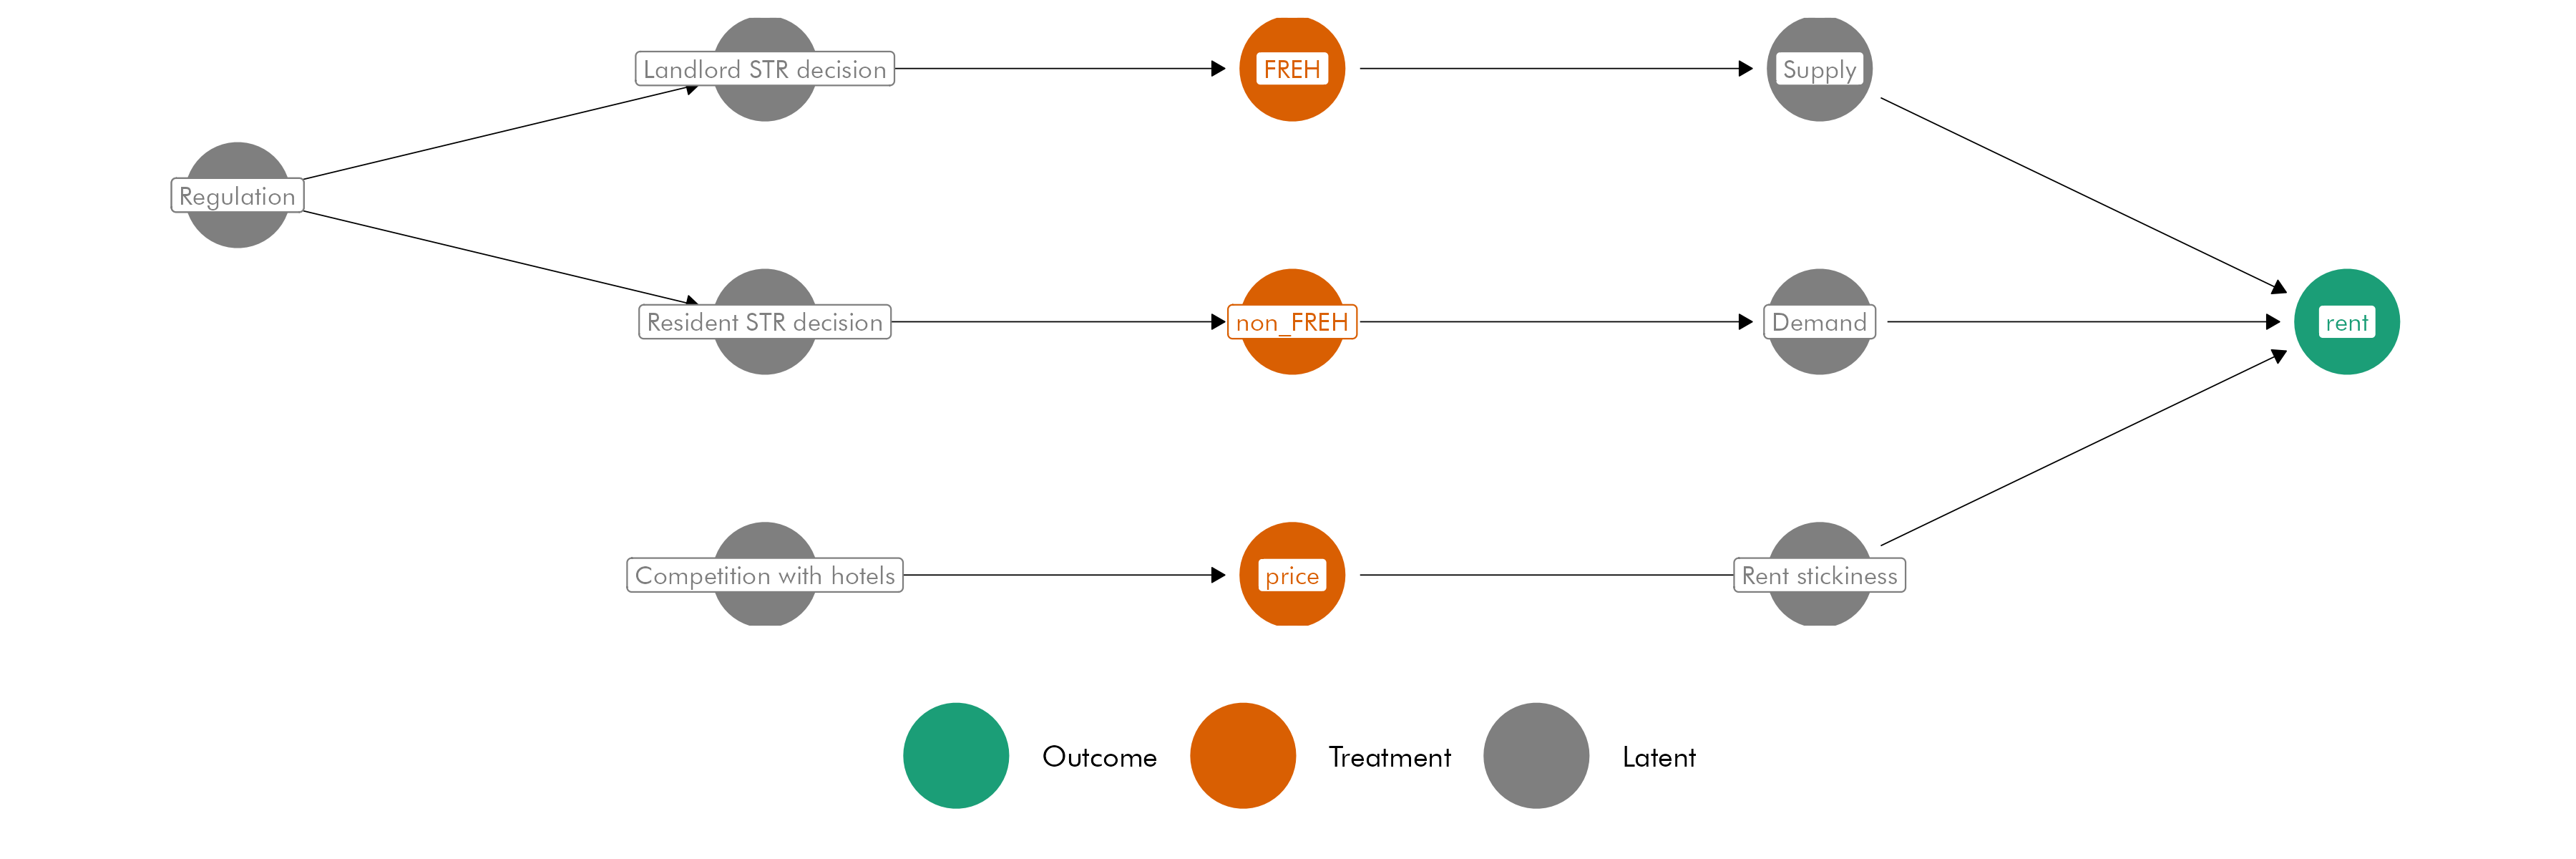 Landlord STR decision
FREH
Supply
Regulation
Resident STR decision
non_FREH
Demand
rent
Competition with hotels
price
Rent stickiness
Outcome
Treatment
Latent